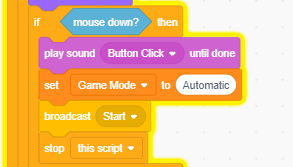 if mouse down? then
play sound Button Click until done
set Game Mode to Automatic
broadcast Start
stop this script